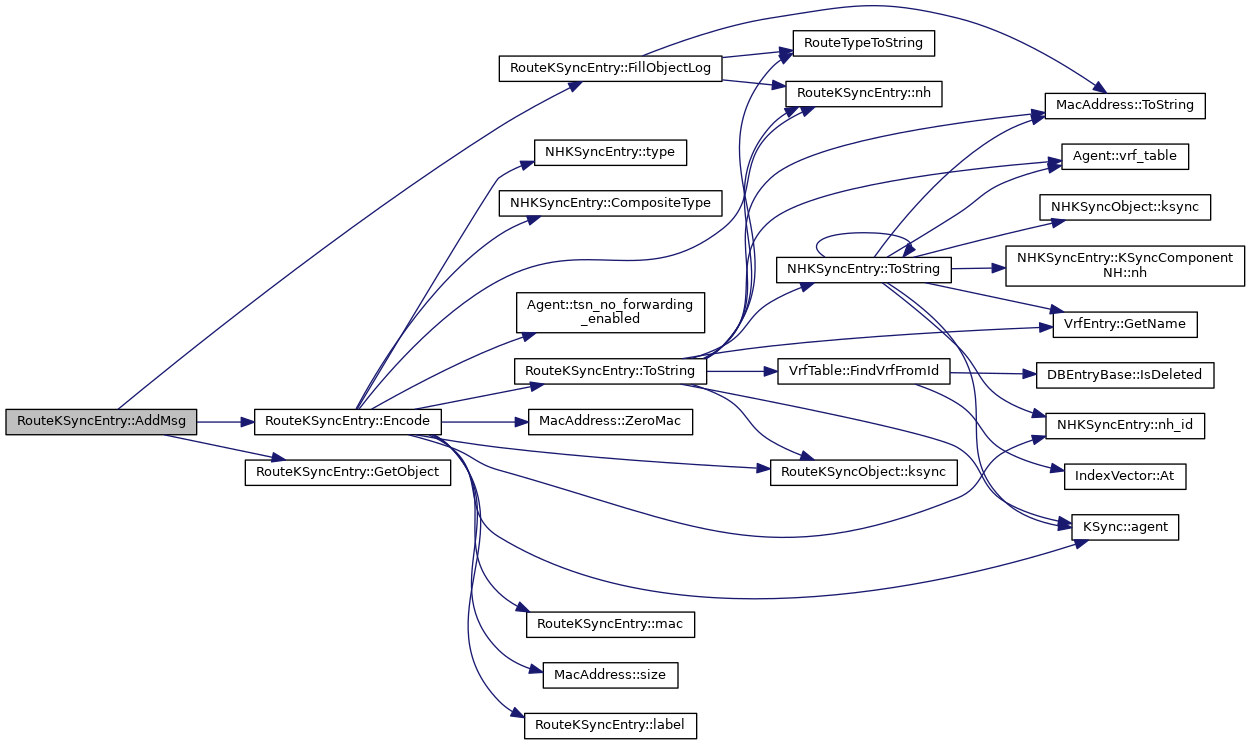 RouteKSyncEntry::AddMsg
RouteKSyncEntry::FillObjectLog
RouteKSyncEntry::Encode
RouteKSyncEntry::GetObject
NHKSyncEntry::type
NHKSyncEntry::CompositeType
Agent::tsn_no_forwarding
_enabled
RouteKSyncEntry::ToString
MacAddress::ZeroMac
RouteKSyncEntry::mac
MacAddress::size
RouteKSyncEntry::label
RouteTypeToString
RouteKSyncEntry::nh
NHKSyncEntry::ToString
VrfTable::FindVrfFromId
RouteKSyncObject::ksync
MacAddress::ToString
Agent::vrf_table
NHKSyncObject::ksync
NHKSyncEntry::KSyncComponent
NH::nh
VrfEntry::GetName
DBEntryBase::IsDeleted
NHKSyncEntry::nh_id
IndexVector::At
KSync::agent